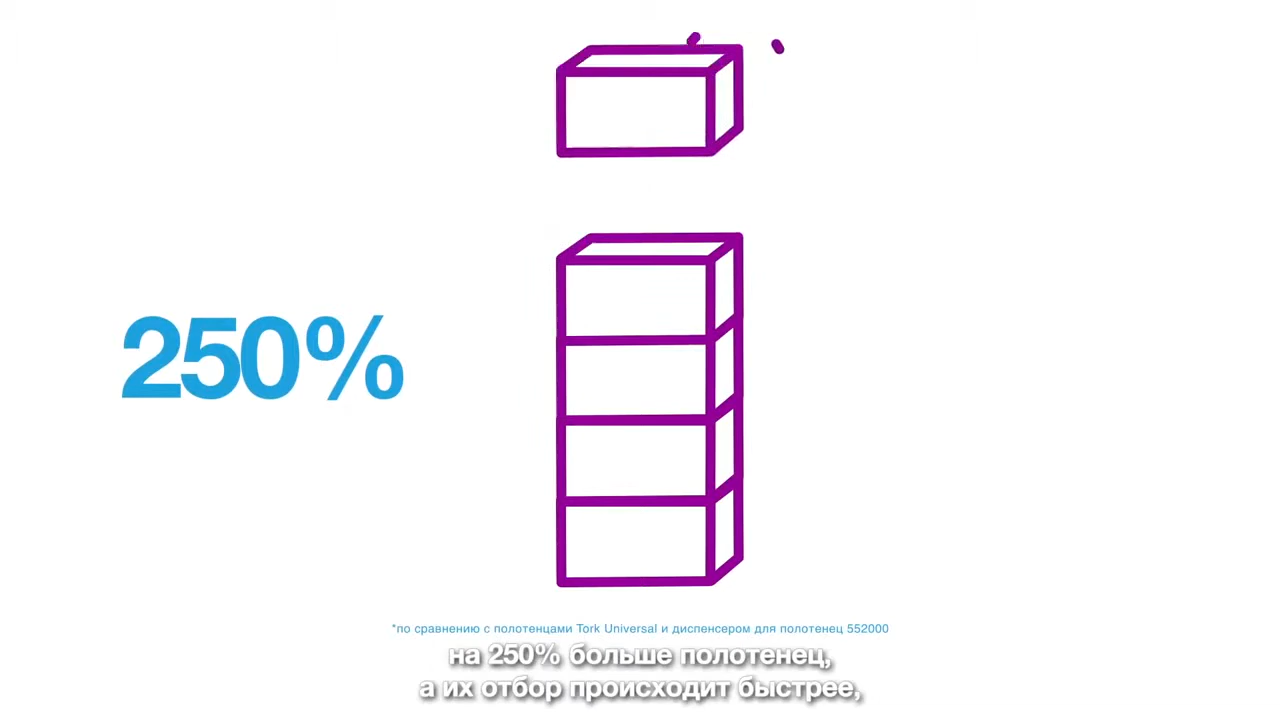 250%
*по сравнению с полотенцами Tork Universal и диспенсером для полотенец 552000
на 250% больше полотенец,
а их отбор происходит быстрее,